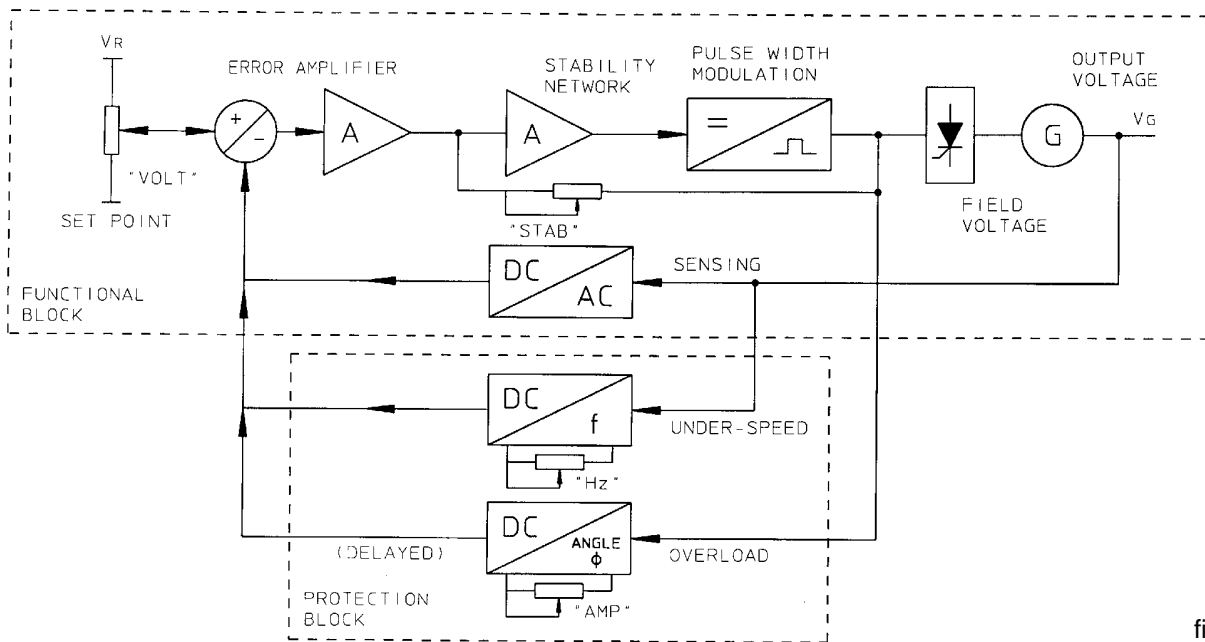 VR
ERROR AMPLIFIER
STABILITY
NETWORK
PULSE WIDTH
MODULATION
OUTPUT
VOLTAGE
+
-
A
A
=
G
VG
"VOLT"
SET POINT
"STAB"
FIELD
VOLTAGE
DC
AC
SENSING
FUNCTIONAL
BLOCK
DC
f
UNDER-SPEED
"Hz"
DC
ANGLE
ϕ
(DELAYED)
OVERLOAD
"AMP"
PROTECTION
BLOCK
fi